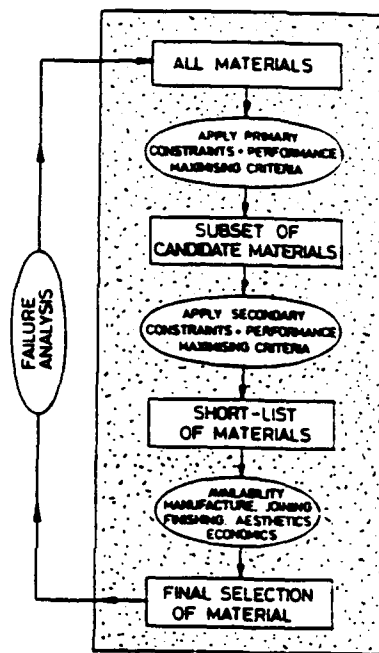 ALL MATERIALS
APPLY PRIMARY
CONSTRAINTS + PERFORMANCE
MAXIMISING CRITERIA
SUBSET OF
CANDIDATE MATERIALS
APPLY SECONDARY
CONSTRAINTS + PERFORMANCE
MAXIMISING CRITERIA
SHORT-LIST
OF MATERIALS
AVAILABILITY
MANUFACTURE, JOINING
FINISHING, AESTHETICS
ECONOMICS
FINAL SELECTION
OF MATERIAL
FAILURE
ANALYSIS